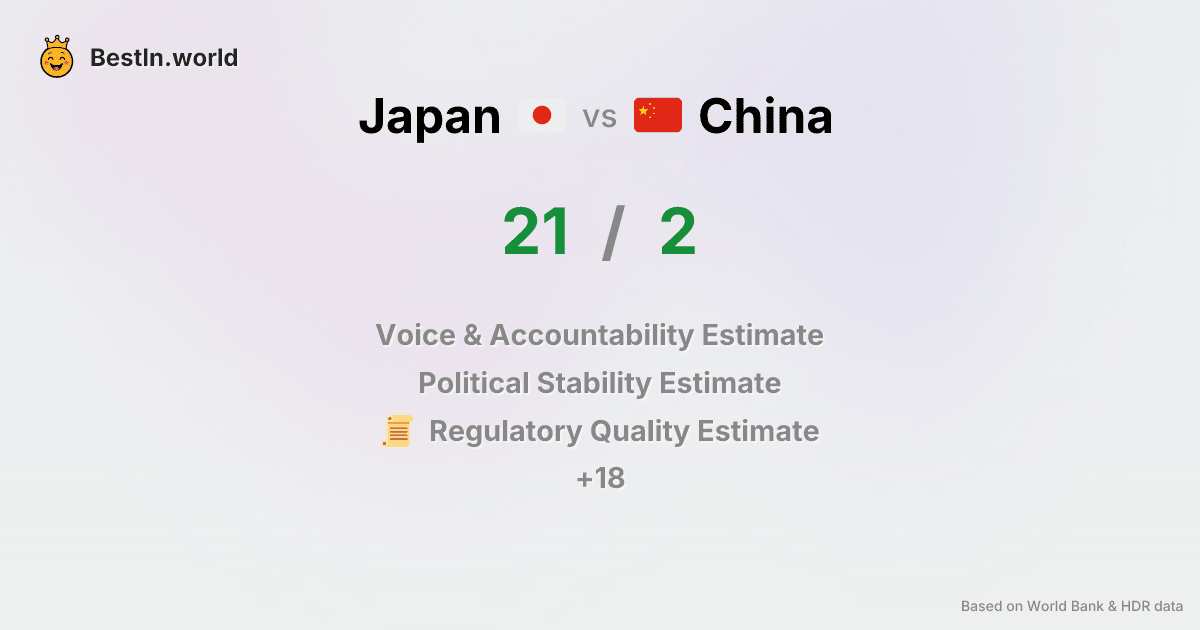 BestIn.world
Japan vs China
21 / 2
Voice & Accountability Estimate
Political Stability Estimate
Regulatory Quality Estimate
+18
Based on World Bank & HDR data